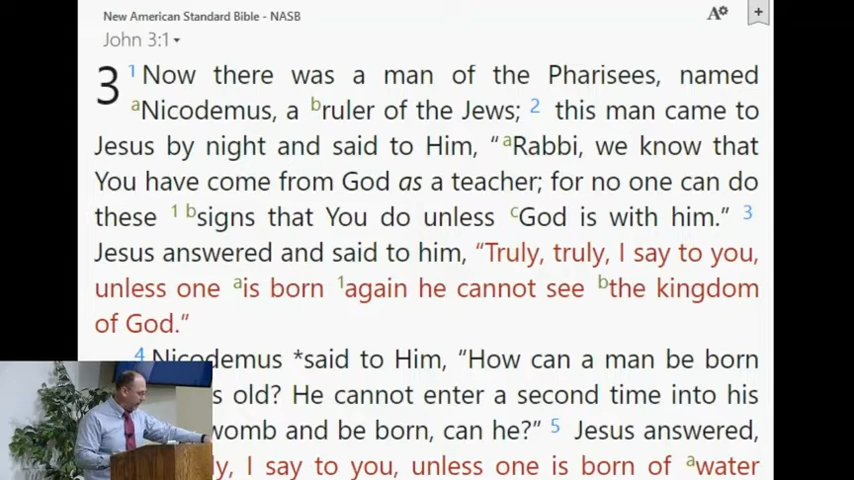 New American Standard Bible - NASB
John 3:1
3 1 Now there was a man of the Pharisees, named
aNicodemus, a bruler of the Jews; 2 this man came to
Jesus by night and said to Him, “aRabbi, we know that
You have come from God as a teacher; for no one can do
these 1 bsigns that You do unless cGod is with him.” 3
Jesus answered and said to him, “Truly, truly, I say to you,
unless one ais born 1again he cannot see bthe kingdom
of God.”
4 Nicodemus *said to Him, “How can a man be born
s old? He cannot enter a second time into his
womb and be born, can he?” 5 Jesus answered,
ly, I say to you, unless one is born of awater